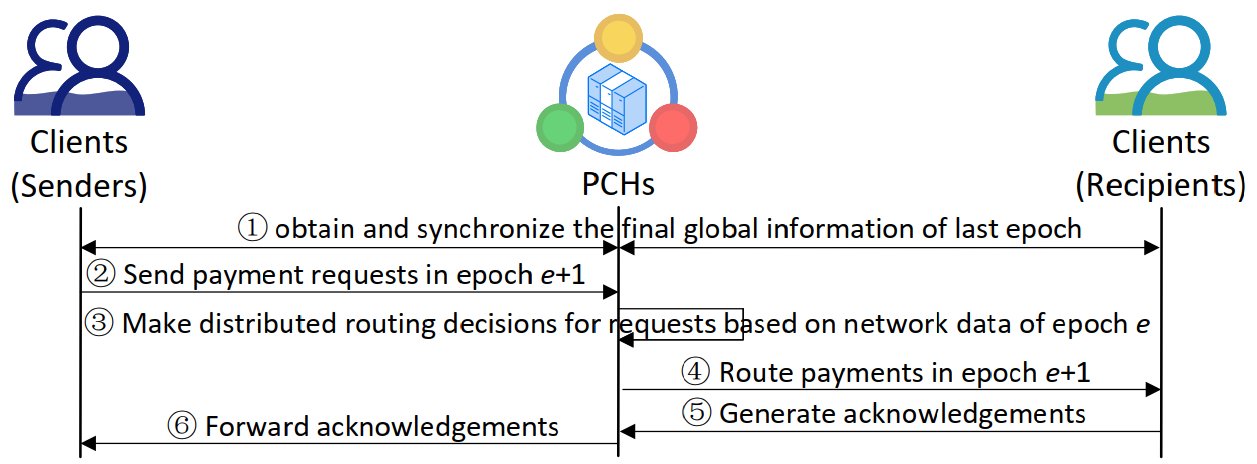 Clients
(Senders)
PCHs
Clients
(Recipients)
① obtain and synchronize the final global information of last epoch
② Send payment requests in epoch e+1
③ Make distributed routing decisions for requests based on network data of epoch e
④ Route payments in epoch e+1
⑤ Generate acknowledgements
⑥ Forward acknowledgements